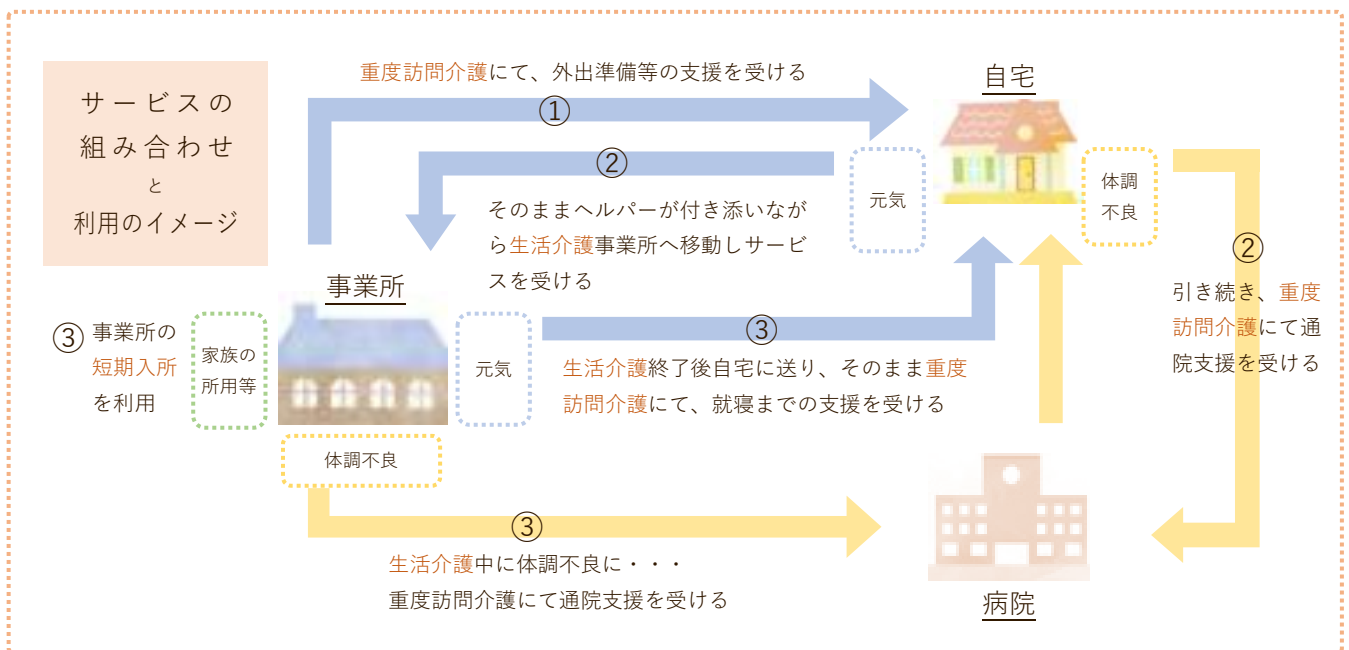 サービスの
組み合わせ
と
利用のイメージ
重度訪問介護にて、外出準備等の支援を受ける
①
自宅
②
元気
体調
不良
そのままヘルパーが付き添いなが
ら生活介護事業所へ移動しサービ
スを受ける
②
引き続き、重度
訪問介護にて通
院支援を受ける
事業所
③
事業所の
短期入所
を利用
家族の
所用等
元気
③
生活介護終了後自宅に送り、そのまま重度
訪問介護にて、就寝までの支援を受ける
体調不良
③
生活介護中に体調不良に・・・
重度訪問介護にて通院支援を受ける
病院